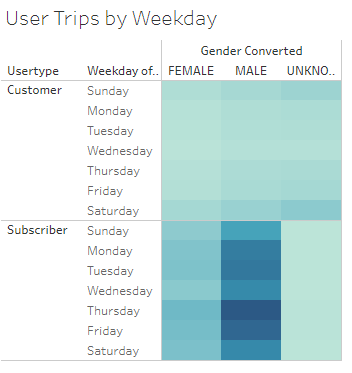 User Trips by Weekday
Gender Converted
Usertype Weekday of.. FEMALE MALE UNKNO..
Customer Sunday
Monday
Tuesday
Wednesday
Thursday
Friday
Saturday
Subscriber Sunday
Monday
Tuesday
Wednesday
Thursday
Friday
Saturday